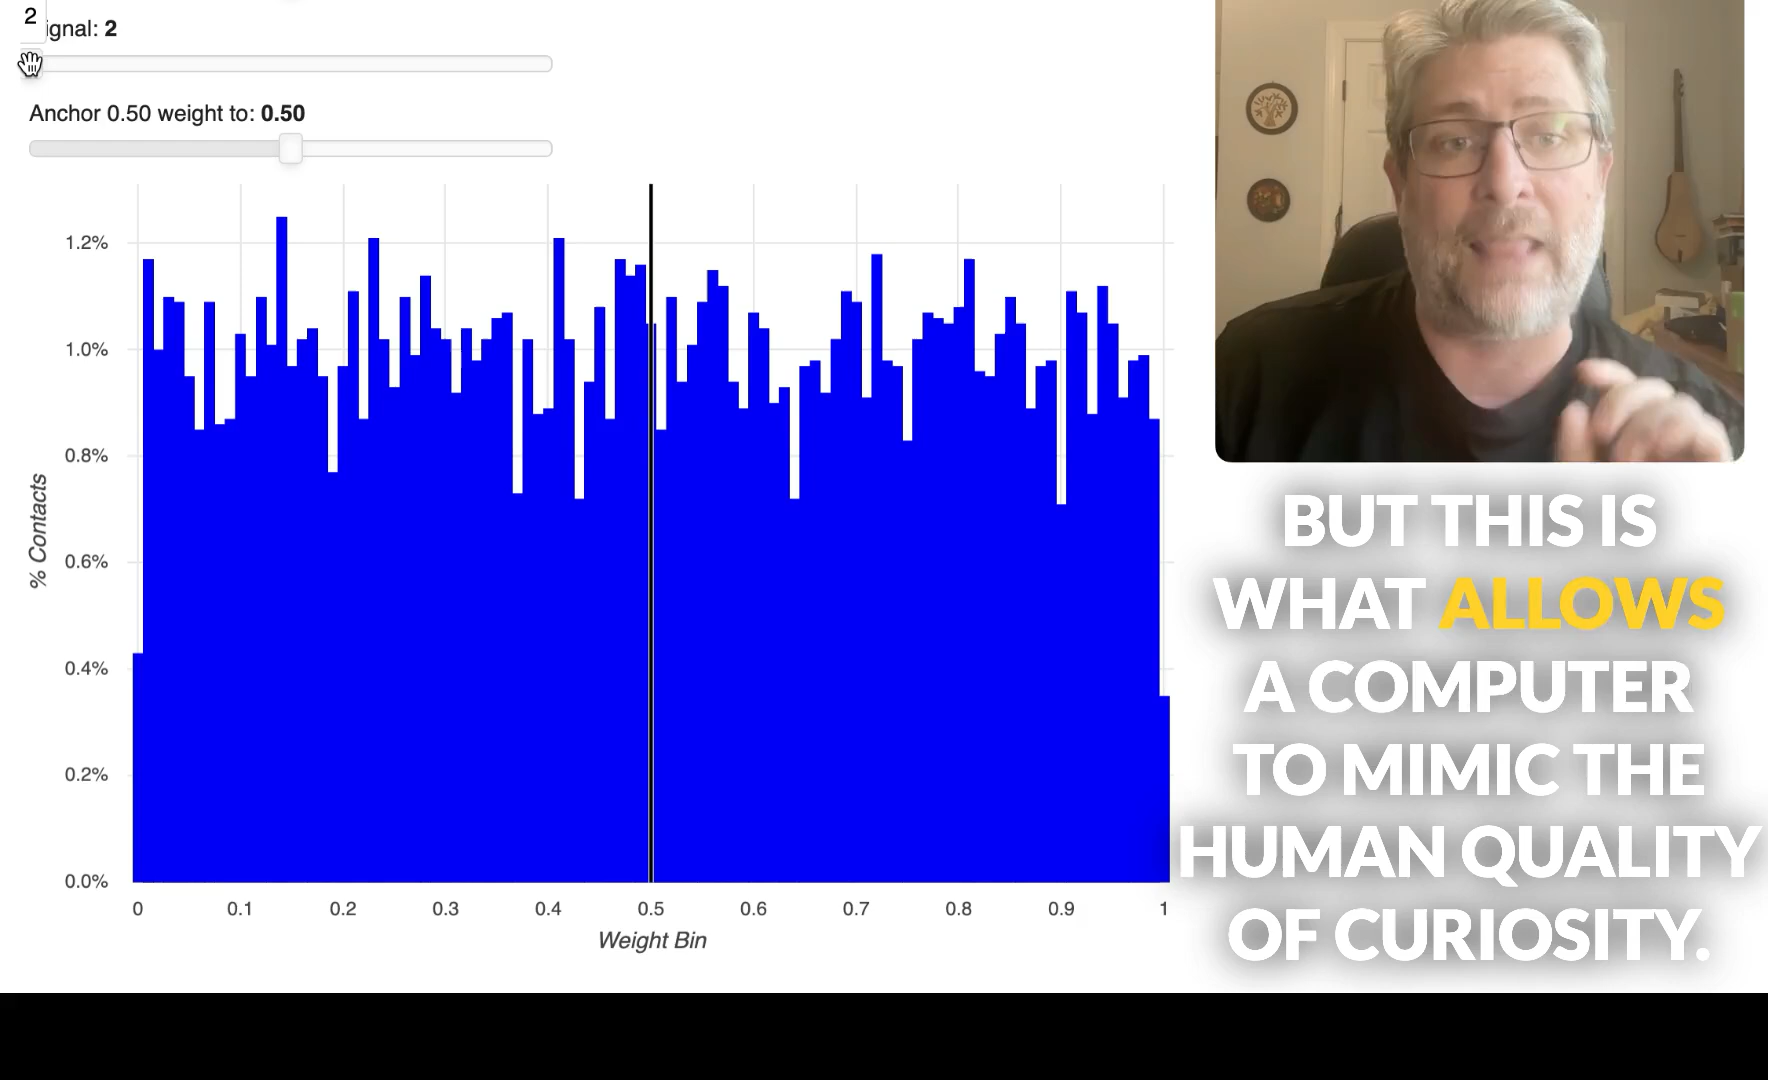 2
ignal: 2
Anchor 0.50 weight to: 0.50
1.2%
1.0%
0.8%
0.6%
0.4%
0.2%
0.0%
% Contacts
0 0.1 0.2 0.3 0.4 0.5 0.6 0.7 0.8 0.9 1
Weight Bin
BUT THIS IS
WHAT ALLOWS
A COMPUTER
TO MIMIC THE
HUMAN QUALITY
OF CURIOSITY.